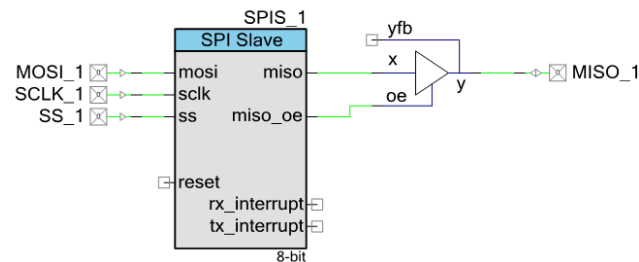 SPIS_1
SPI Slave
MOSI_1
mosi
miso
SCLK_1
sclk
SS_1
ss
miso_oe
reset
rx_interrupt
tx_interrupt
8-bit
yfb
x
y
oe
MISO_1